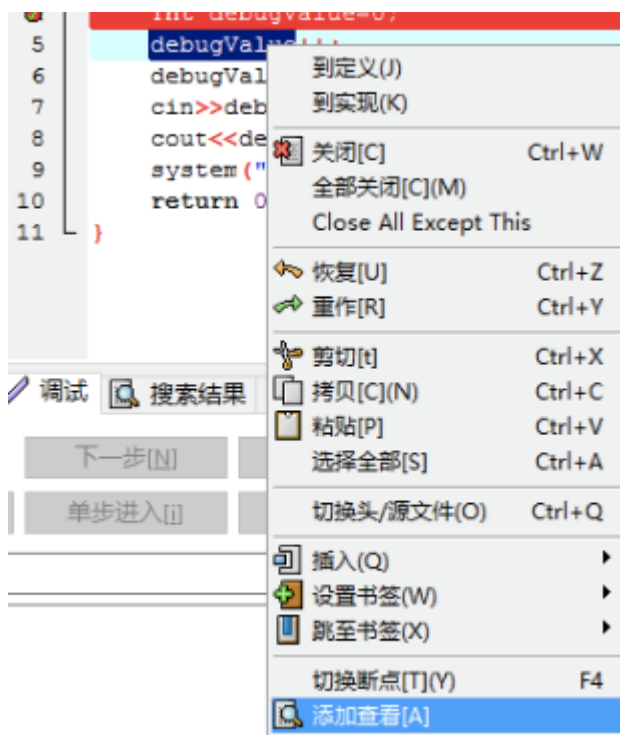 int debugValue=0;
5 debugValue++;
6 debugVal
7 cin>>deb
8 cout<<de
9 system("
10 return 0
11 }
到定义(J)
到实现(K)
关闭[C] Ctrl+W
全部关闭[C](M)
Close All Except This
恢复[U] Ctrl+Z
重作[R] Ctrl+Y
剪切[t] Ctrl+X
拷贝[C](N) Ctrl+C
粘贴[P] Ctrl+V
选择全部[S] Ctrl+A
切换头/源文件(O) Ctrl+Q
插入(Q)
设置书签(W)
跳至书签(X)
切换断点[T](Y) F4
添加查看[A]
调试 搜索结果
下一步[N]
单步进入[i]